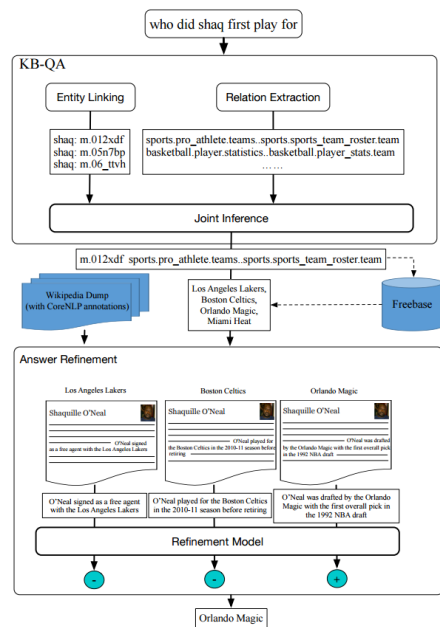 who did shaq first play for
KB-QA
Entity Linking
Relation Extraction
shaq: m.012xdf
shaq: m.05n7bp
shaq: m.06_ttvh
sports.pro_athlete.teams..sports.sports_team_roster.team
basketball.player.statistics..basketball.player_stats.team
......
Joint Inference
m.012xdf sports.pro_athlete.teams..sports.sports_team_roster.team
Wikipedia Dump
(with CoreNLP annotations)
Los Angeles Lakers,
Boston Celtics,
Orlando Magic,
Miami Heat
Freebase
Answer Refinement
Los Angeles Lakers
Boston Celtics
Orlando Magic
Shaquille O'Neal
Shaquille O'Neal
Shaquille O'Neal
O'Neal signed
as a free agent with the Los Angeles Lakers
O'Neal played for
the Boston Celtics in the 2010-11 season before
retiring
O'Neal was drafted
by the Orlando Magic with the first overall pick
in the 1992 NBA draft
O'Neal signed as a free agent
with the Los Angeles Lakers
O'Neal played for the Boston Celtics
in the 2010-11 season before retiring
O'Neal was drafted by the Orlando
Magic with the first overall pick in
the 1992 NBA draft
Refinement Model
-
-
+
Orlando Magic